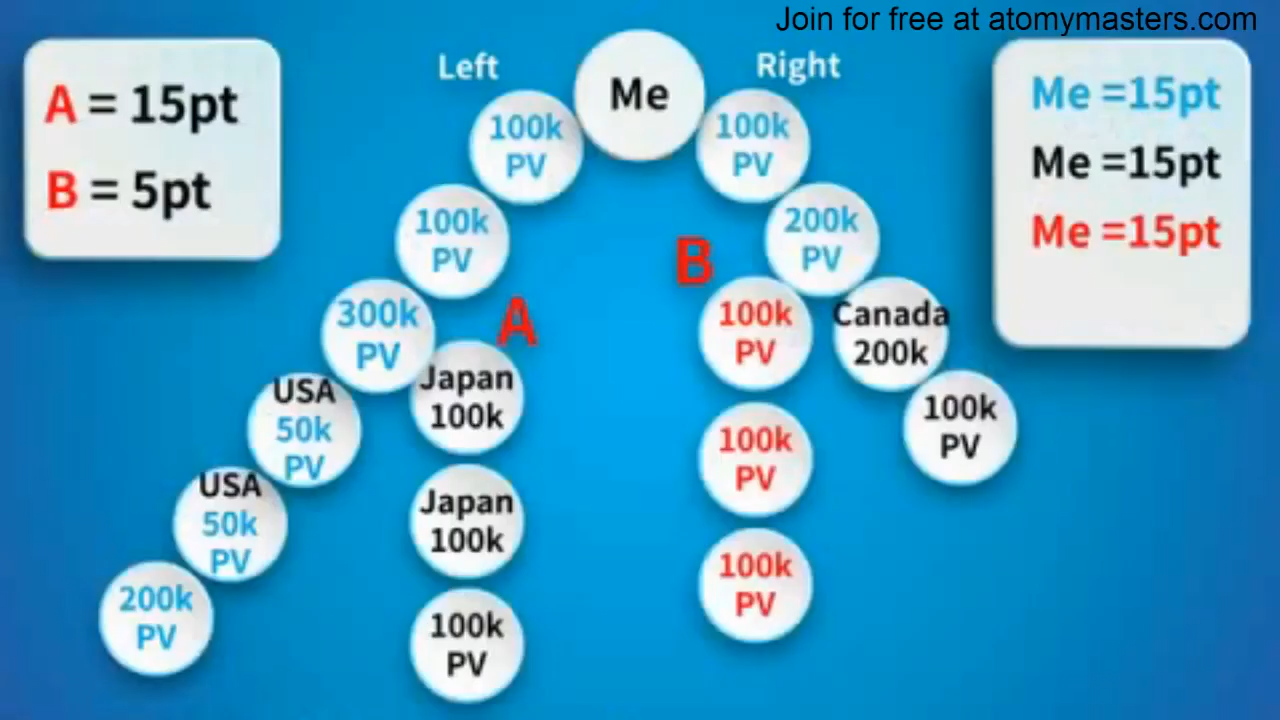 Join for free at atomymasters.com
A = 15pt
B = 5pt
Left
Me
Right
Me =15pt
Me =15pt
Me =15pt
100k
PV
100k
PV
300k
PV
USA
50k
PV
USA
50k
PV
200k
PV
A
Japan
100k
Japan
100k
100k
PV
100k
PV
200k
PV
B
100k
PV
100k
PV
100k
PV
Canada
200k
100k
PV